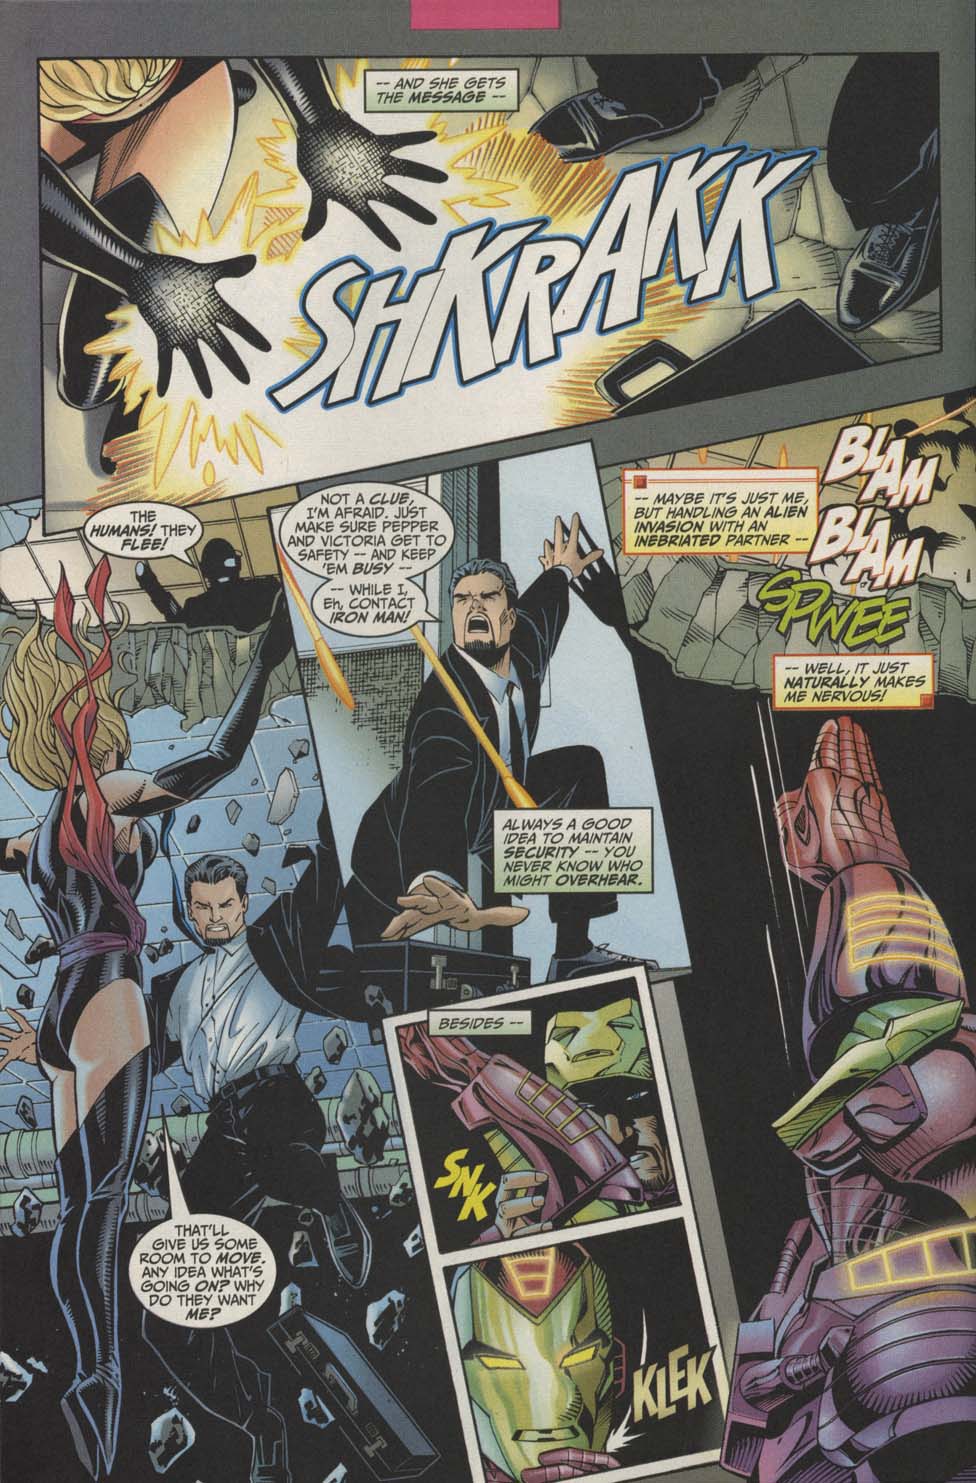 -- AND SHE GETS
THE MESSAGE --
SHKRAKK
THE
HUMANS! THEY
FLEE!
NOT A CLUE,
I'M AFRAID. JUST
MAKE SURE PEPPER
AND VICTORIA GET TO
SAFETY -- AND KEEP
'EM BUSY --
-- WHILE I,
EH, CONTACT
IRON MAN!
-- MAYBE IT'S JUST ME,
BUT HANDLING AN ALIEN
INVASION WITH AN
INEBRIATED PARTNER --
BLAM
BLAM
SPWEE
-- WELL, IT JUST
NATURALLY MAKES
ME NERVOUS!
ALWAYS A GOOD
IDEA TO MAINTAIN
SECURITY -- YOU
NEVER KNOW WHO
MIGHT OVERHEAR.
THAT'LL
GIVE US SOME
ROOM TO MOVE.
ANY IDEA WHAT'S
GOING ON? WHY
DO THEY WANT
ME?
BESIDES --
SNK
KLEK